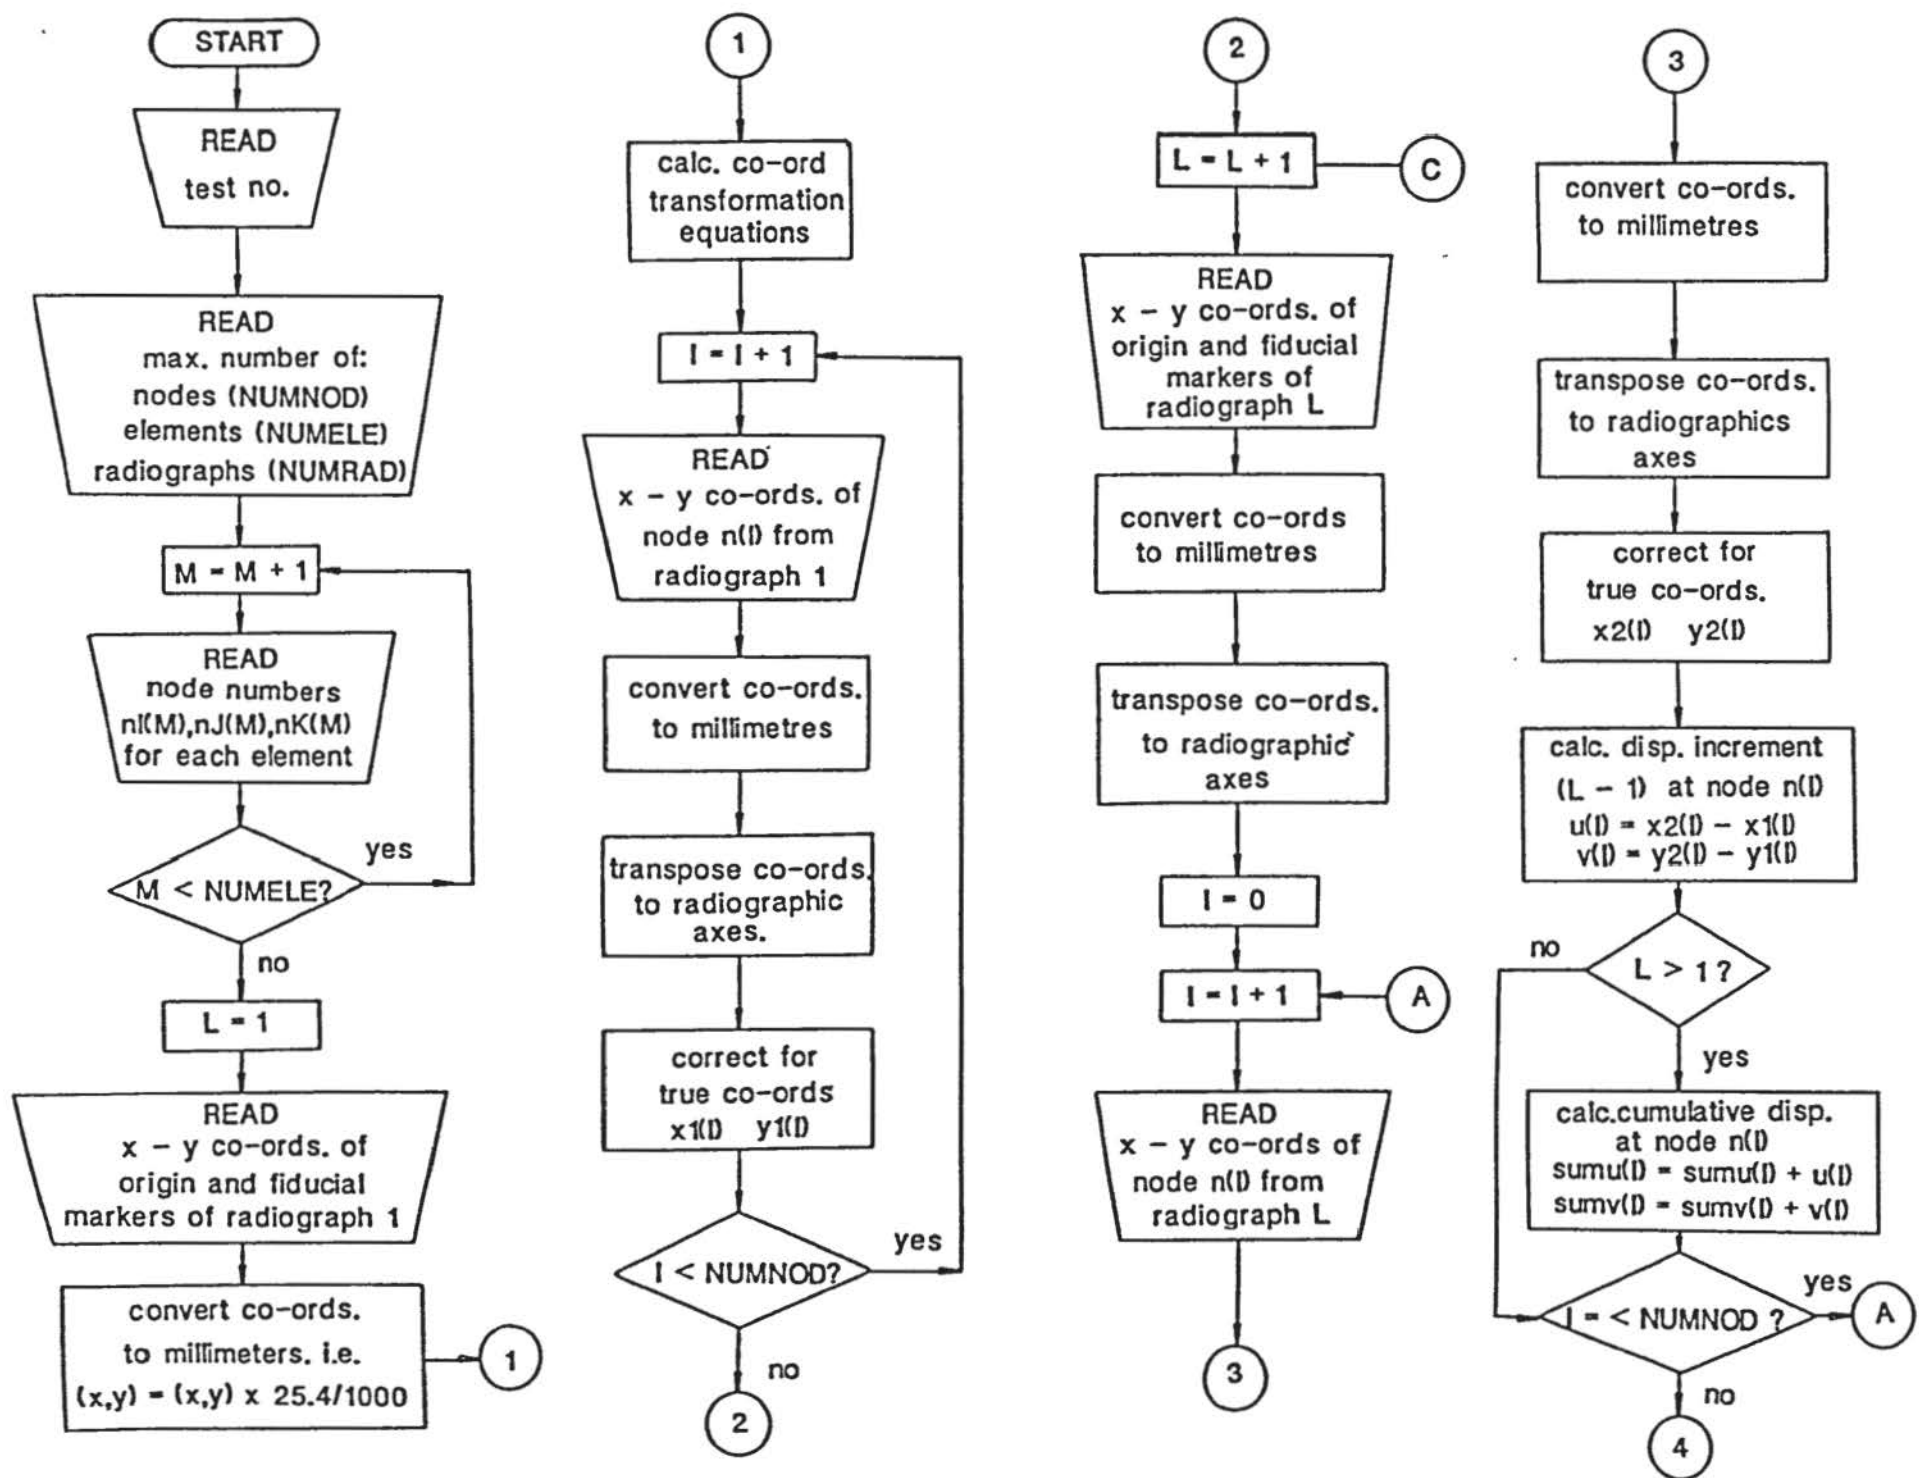 START
READ
test no.
READ
max. number of:
nodes (NUMNOD)
elements (NUMELE)
radiographs (NUMRAD)
M = M + 1
READ
node numbers
nI(M),nJ(M),nK(M)
for each element
yes
M < NUMELE?
no
L = 1
READ
x - y co-ords. of
origin and fiducial
markers of radiograph 1
convert co-ords.
to millimeters. i.e.
(x,y) = (x,y) x 25.4/1000
1
1
calc. co-ord
transformation
equations
I = I + 1
READ
x - y co-ords. of
node n(I) from
radiograph 1
convert co-ords.
to millimetres
transpose co-ords.
to radiographic
axes.
correct for
true co-ords
x1(I) y1(I)
yes
I < NUMNOD?
no
2
2
L = L + 1
C
READ
x - y co-ords. of
origin and fiducial
markers of
radiograph L
convert co-ords
to millimetres
transpose co-ords.
to radiographic
axes
I = 0
I = I + 1
A
READ
x - y co-ords of
node n(I) from
radiograph L
3
3
convert co-ords.
to millimetres
transpose co-ords.
to radiographics
axes
correct for
true co-ords.
x2(I) y2(I)
calc. disp. increment
(L - 1) at node n(I)
u(I) = x2(I) - x1(I)
v(I) = y2(I) - y1(I)
no
L > 1 ?
yes
calc.cumulative disp.
at node n(I)
sumu(I) = sumu(I) + u(I)
sumv(I) = sumv(I) + v(I)
yes
I = < NUMNOD ?
A
no
4